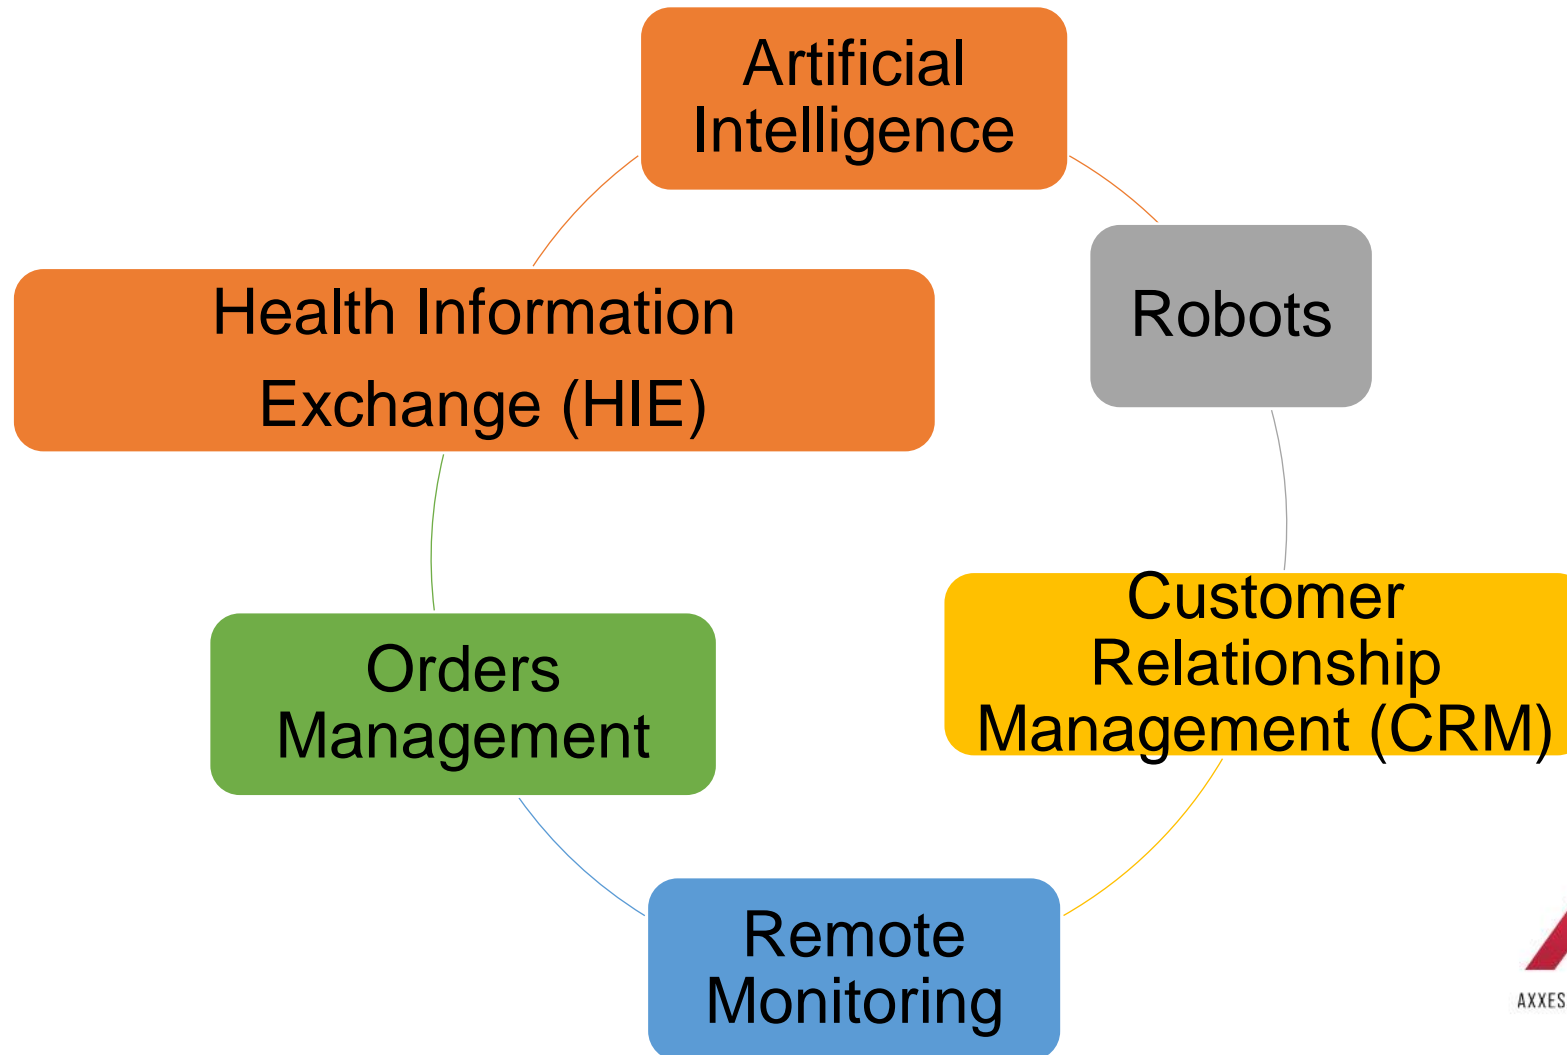 Artificial
Intelligence
Health Information
Exchange (HIE)
Robots
Orders
Management
Customer
Relationship
Management (CRM)
Remote
Monitoring
AXXES